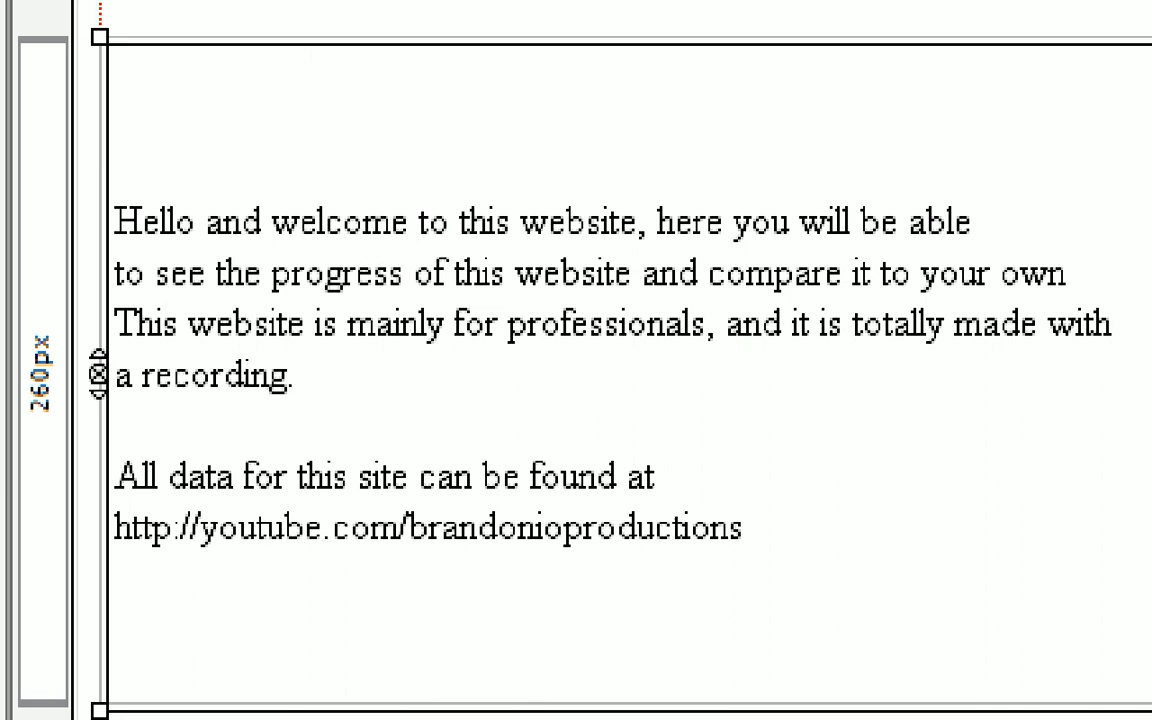 Hello and welcome to this website, here you will be able
to see the progress of this website and compare it to your own
This website is mainly for professionals, and it is totally made with
a recording.
All data for this site can be found at
http://youtube.com/brandonioproductions
260px